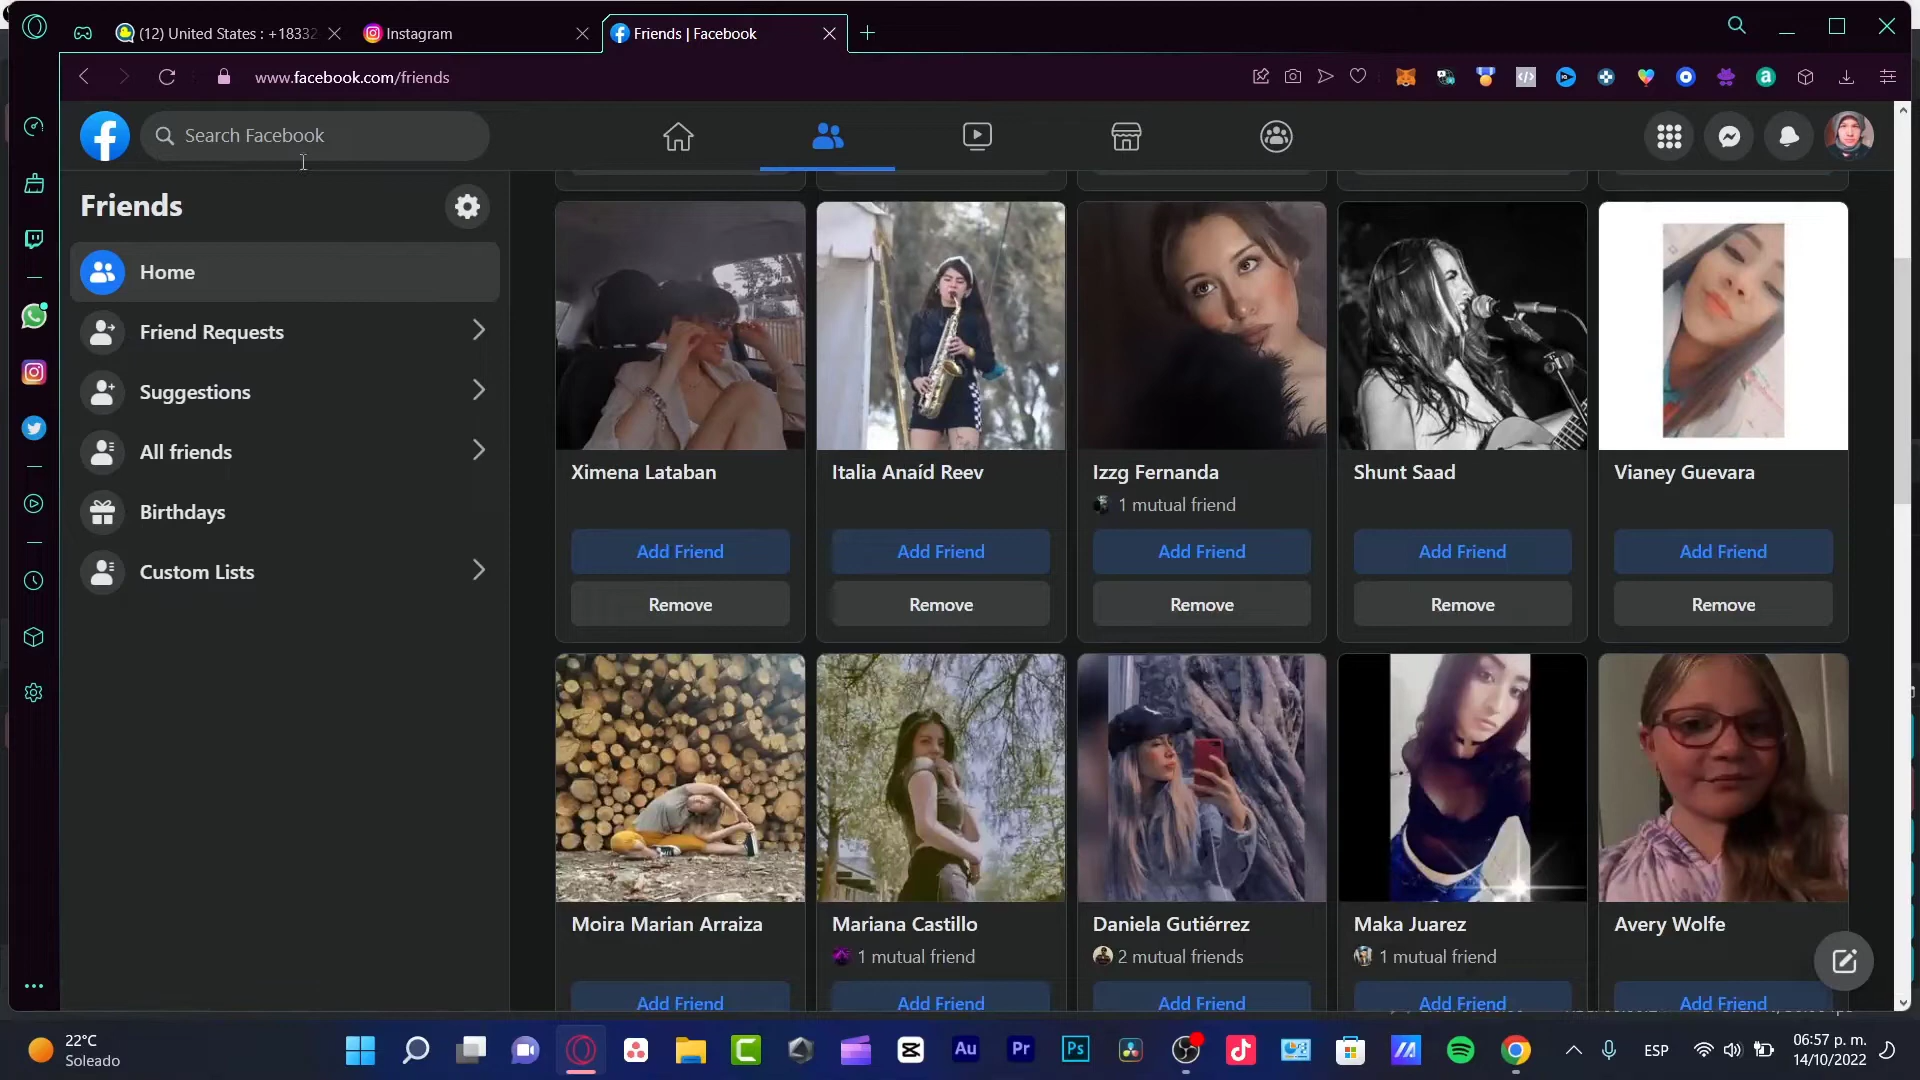 (12) United States : +18332
Instagram
Friends | Facebook
www.facebook.com/friends
Search Facebook
Friends
Home
Friend Requests
Suggestions
All friends
Birthdays
Custom Lists
Ximena Lataban
Italia Anaíd Reev
Izzg Fernanda
Shunt Saad
Vianey Guevara
1 mutual friend
Add Friend
Add Friend
Add Friend
Add Friend
Add Friend
Remove
Remove
Remove
Remove
Remove
Moira Marian Arraiza
Mariana Castillo
Daniela Gutiérrez
Maka Juarez
Avery Wolfe
1 mutual friend
2 mutual friends
1 mutual friend
Add Friend
Add Friend
Add Friend
Add Friend
Add Friend
22°C
Soleado
Au
Pr
Ps
ESP
06:57 p. m.
14/10/2022